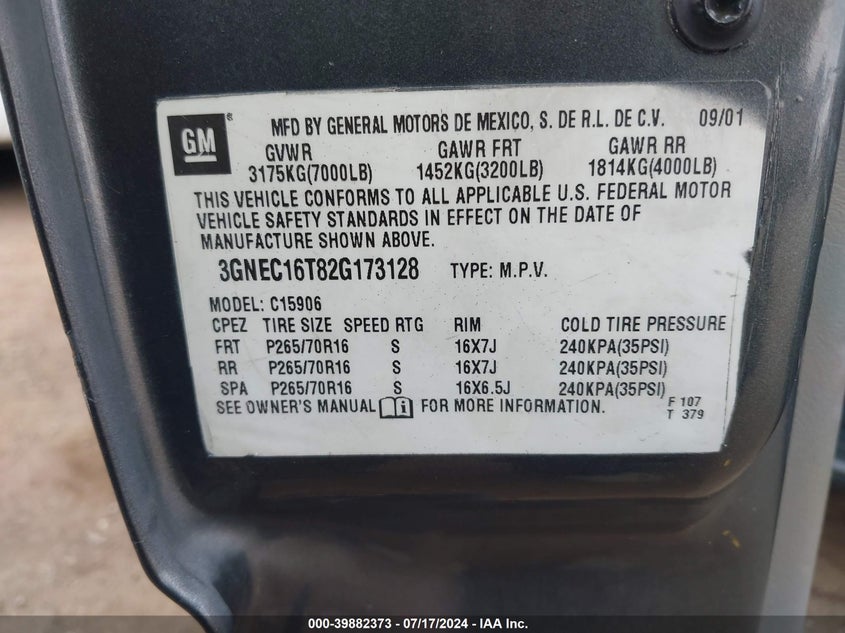 GM® MFD BY GENERAL MOTORS DE MEXICO, S. DE R.L. DE C.V. 09/01
GVWR GAWR FRT GAWR RR
3175KG(7000LB) 1452KG(3200LB) 1814KG(4000LB)
THIS VEHICLE CONFORMS TO ALL APPLICABLE U.S. FEDERAL MOTOR
VEHICLE SAFETY STANDARDS IN EFFECT ON THE DATE OF
MANUFACTURE SHOWN ABOVE.
3GNEC16T82G173128 TYPE: M.P.V.
MODEL: C15906
CPEZ TIRE SIZE SPEED RTG RIM COLD TIRE PRESSURE
FRT P265/70R16 S 16X7J 240KPA(35PSI)
RR P265/70R16 S 16X7J 240KPA(35PSI)
SPA P265/70R16 S 16X6.5J 240KPA(35PSI)
SEE OWNER'S MANUAL FOR MORE INFORMATION. F 107
T 379
000-39882373 - 07/17/2024 - IAA Inc.